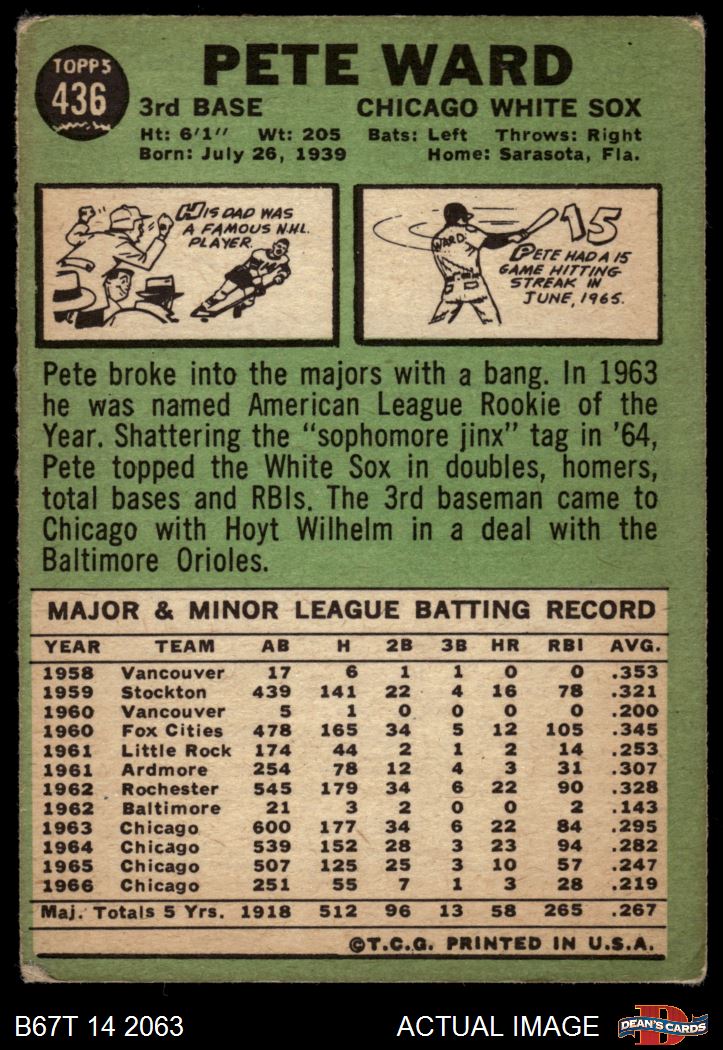 TOPPS
436
PETE WARD
3rd BASE CHICAGO WHITE SOX
Ht: 6'1" Wt: 205 Bats: Left Throws: Right
Born: July 26, 1939 Home: Sarasota, Fla.
HIS DAD WAS
A FAMOUS N.H.L.
PLAYER.
WARD
15
PETE HAD A 15
GAME HITTING
STREAK IN
JUNE, 1965.
Pete broke into the majors with a bang. In 1963
he was named American League Rookie of the
Year. Shattering the “sophomore jinx” tag in '64,
Pete topped the White Sox in doubles, homers,
total bases and RBIs. The 3rd baseman came to
Chicago with Hoyt Wilhelm in a deal with the
Baltimore Orioles.
MAJOR & MINOR LEAGUE BATTING RECORD
YEAR TEAM AB H 2B 3B HR RBI AVG.
1958 Vancouver 17 6 1 1 0 0 .353
1959 Stockton 439 141 22 4 16 78 .321
1960 Vancouver 5 1 0 0 0 0 .200
1960 Fox Cities 478 165 34 5 12 105 .345
1961 Little Rock 174 44 2 1 2 14 .253
1961 Ardmore 254 78 12 4 3 31 .307
1962 Rochester 545 179 34 6 22 90 .328
1962 Baltimore 21 3 2 0 0 2 .143
1963 Chicago 600 177 34 6 22 84 .295
1964 Chicago 539 152 28 3 23 94 .282
1965 Chicago 507 125 25 3 10 57 .247
1966 Chicago 251 55 7 1 3 28 .219
Maj. Totals 5 Yrs. 1918 512 96 13 58 265 .267
©T.C.G. PRINTED IN U.S.A.
B67T 14 2063 ACTUAL IMAGE
D
DEAN'S CARDS